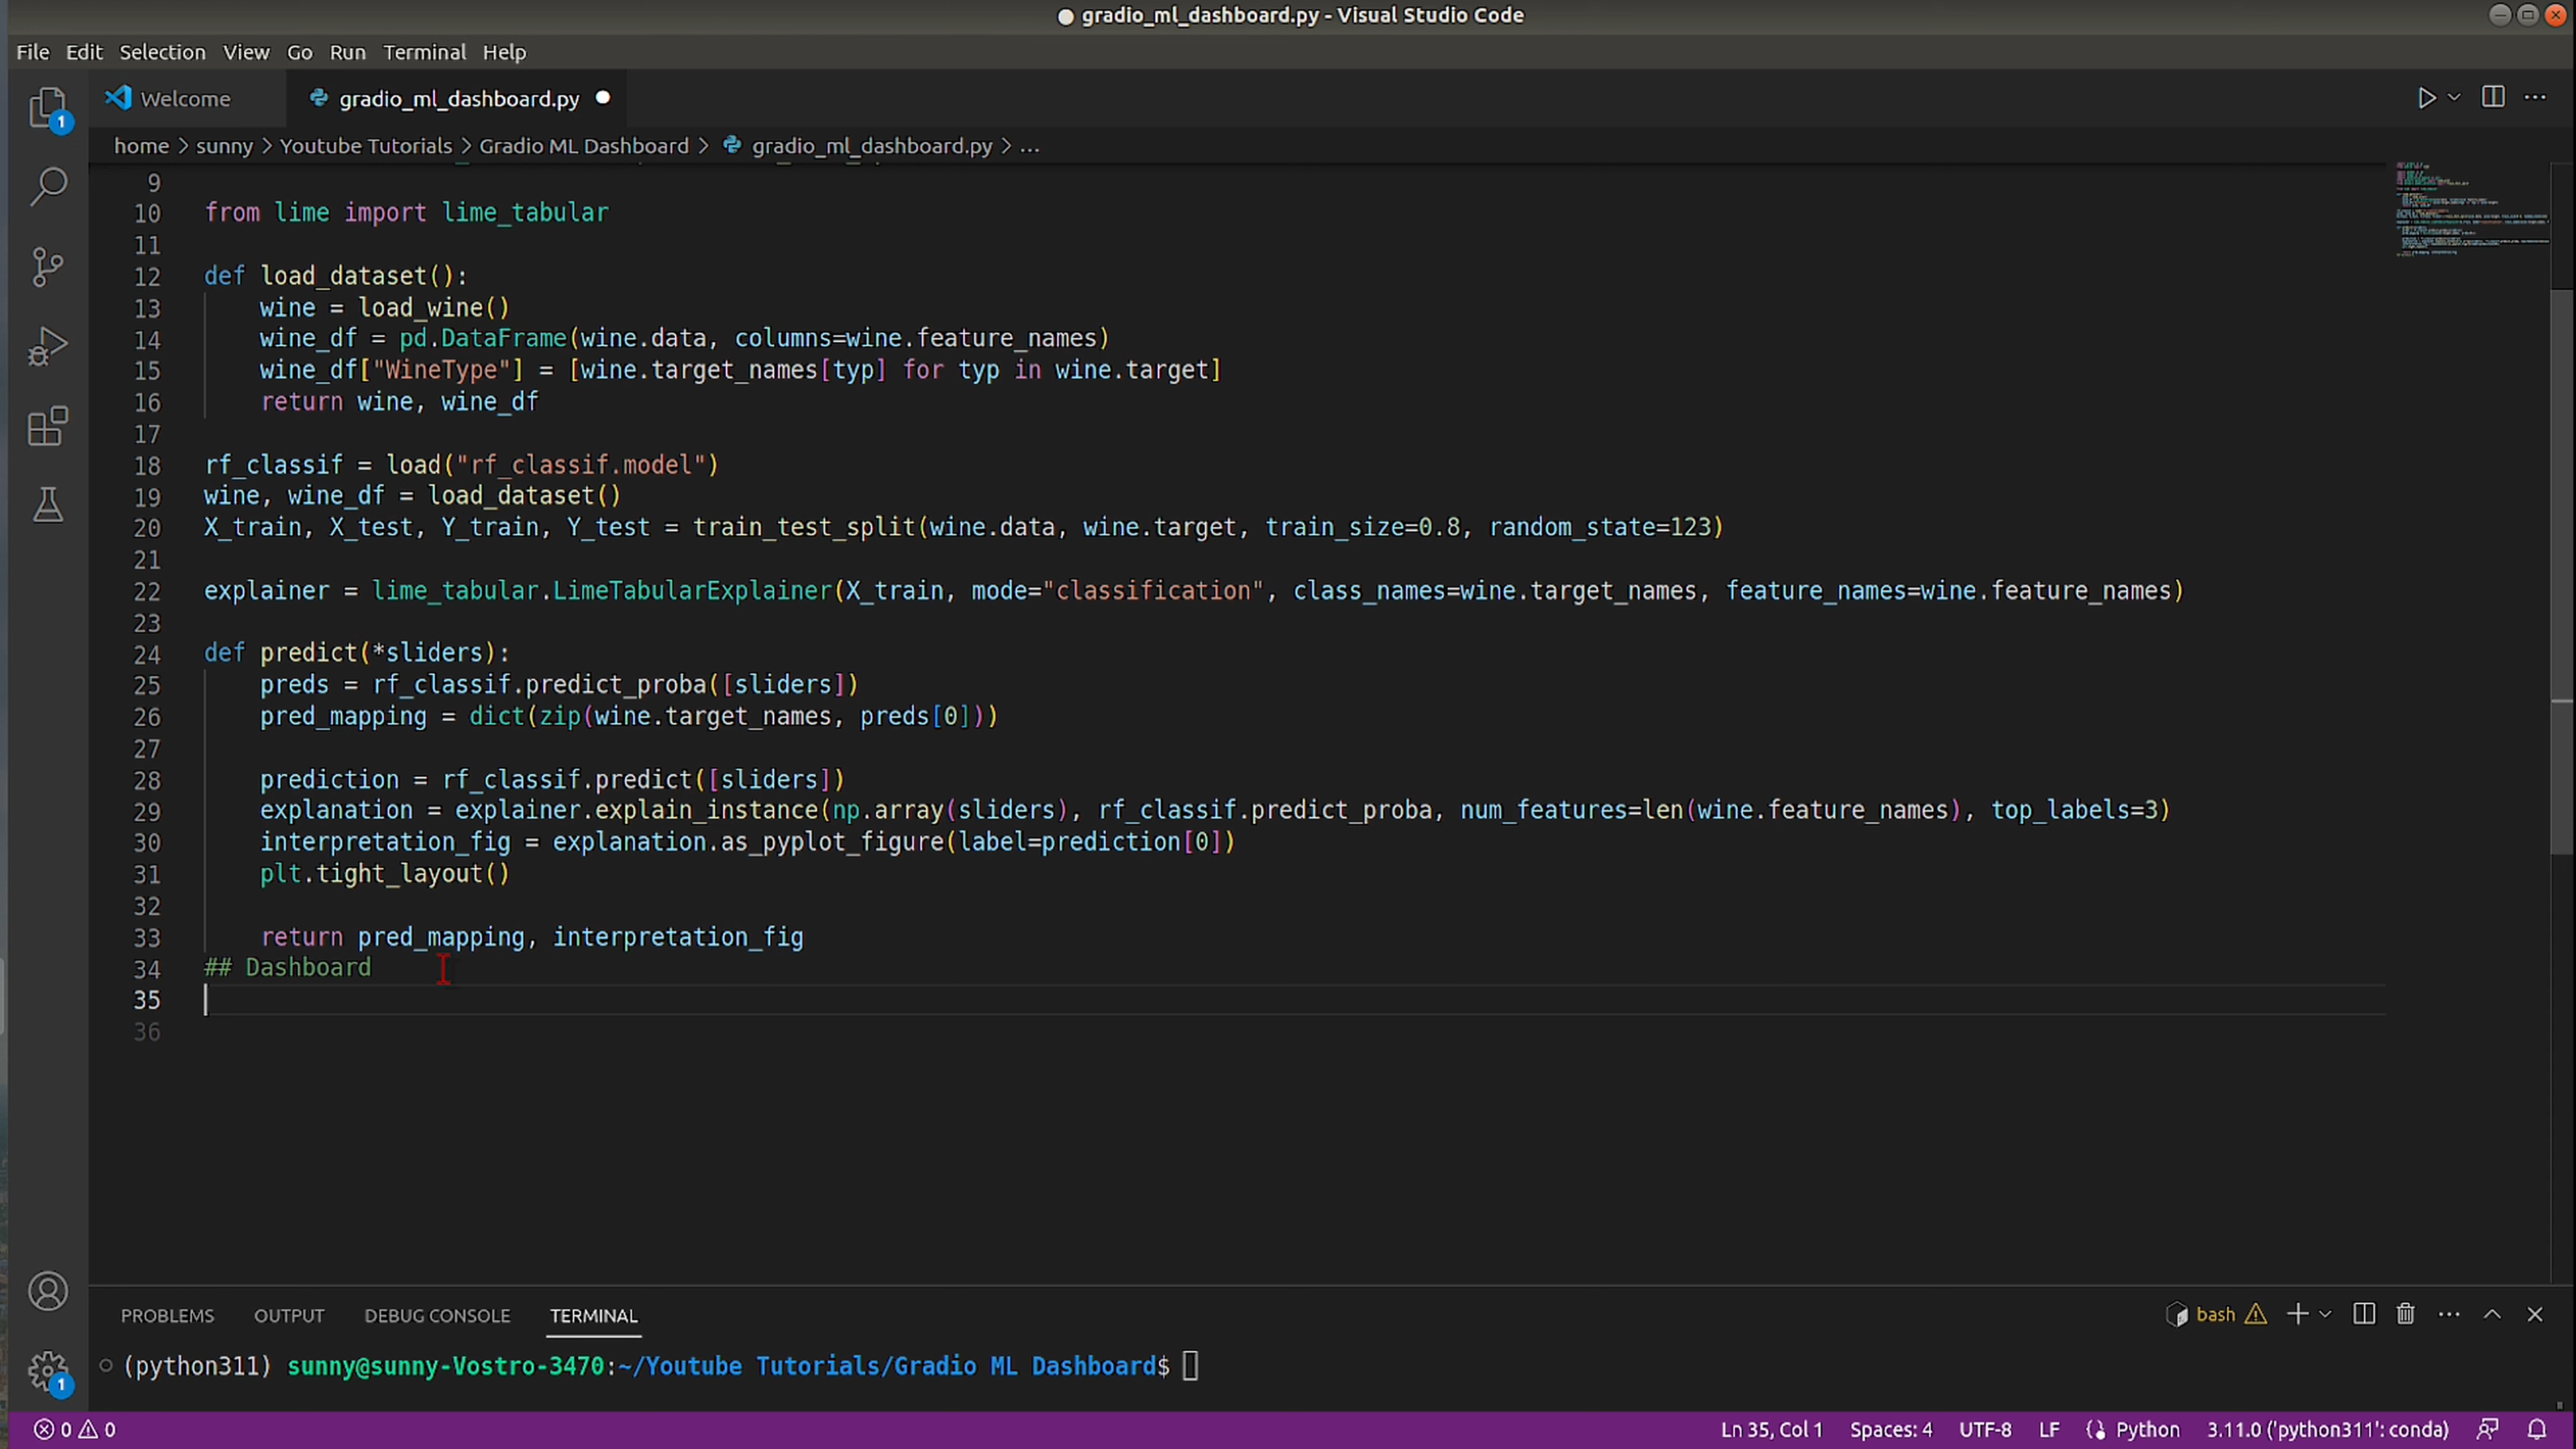 gradio_ml_dashboard.py - Visual Studio Code
File Edit Selection View Go Run Terminal Help
Welcome gradio_ml_dashboard.py
home > sunny > Youtube Tutorials > Gradio ML Dashboard > gradio_ml_dashboard.py > ...
9
10 from lime import lime_tabular
11
12 def load_dataset():
13     wine = load_wine()
14     wine_df = pd.DataFrame(wine.data, columns=wine.feature_names)
15     wine_df["WineType"] = [wine.target_names[typ] for typ in wine.target]
16     return wine, wine_df
17
18 rf_classif = load("rf_classif.model")
19 wine, wine_df = load_dataset()
20 X_train, X_test, Y_train, Y_test = train_test_split(wine.data, wine.target, train_size=0.8, random_state=123)
21
22 explainer = lime_tabular.LimeTabularExplainer(X_train, mode="classification", class_names=wine.target_names, feature_names=wine.feature_names)
23
24 def predict(*sliders):
25     preds = rf_classif.predict_proba([sliders])
26     pred_mapping = dict(zip(wine.target_names, preds[0]))
27
28     prediction = rf_classif.predict([sliders])
29     explanation = explainer.explain_instance(np.array(sliders), rf_classif.predict_proba, num_features=len(wine.feature_names), top_labels=3)
30     interpretation_fig = explanation.as_pyplot_figure(label=prediction[0])
31     plt.tight_layout()
32
33     return pred_mapping, interpretation_fig
34 ## Dashboard
35
36
PROBLEMS OUTPUT DEBUG CONSOLE TERMINAL bash
(python311) sunny@sunny-Vostro-3470:~/Youtube Tutorials/Gradio ML Dashboard$
0 0 Ln 35, Col 1 Spaces: 4 UTF-8 LF Python 3.11.0 ('python311': conda)
1
1